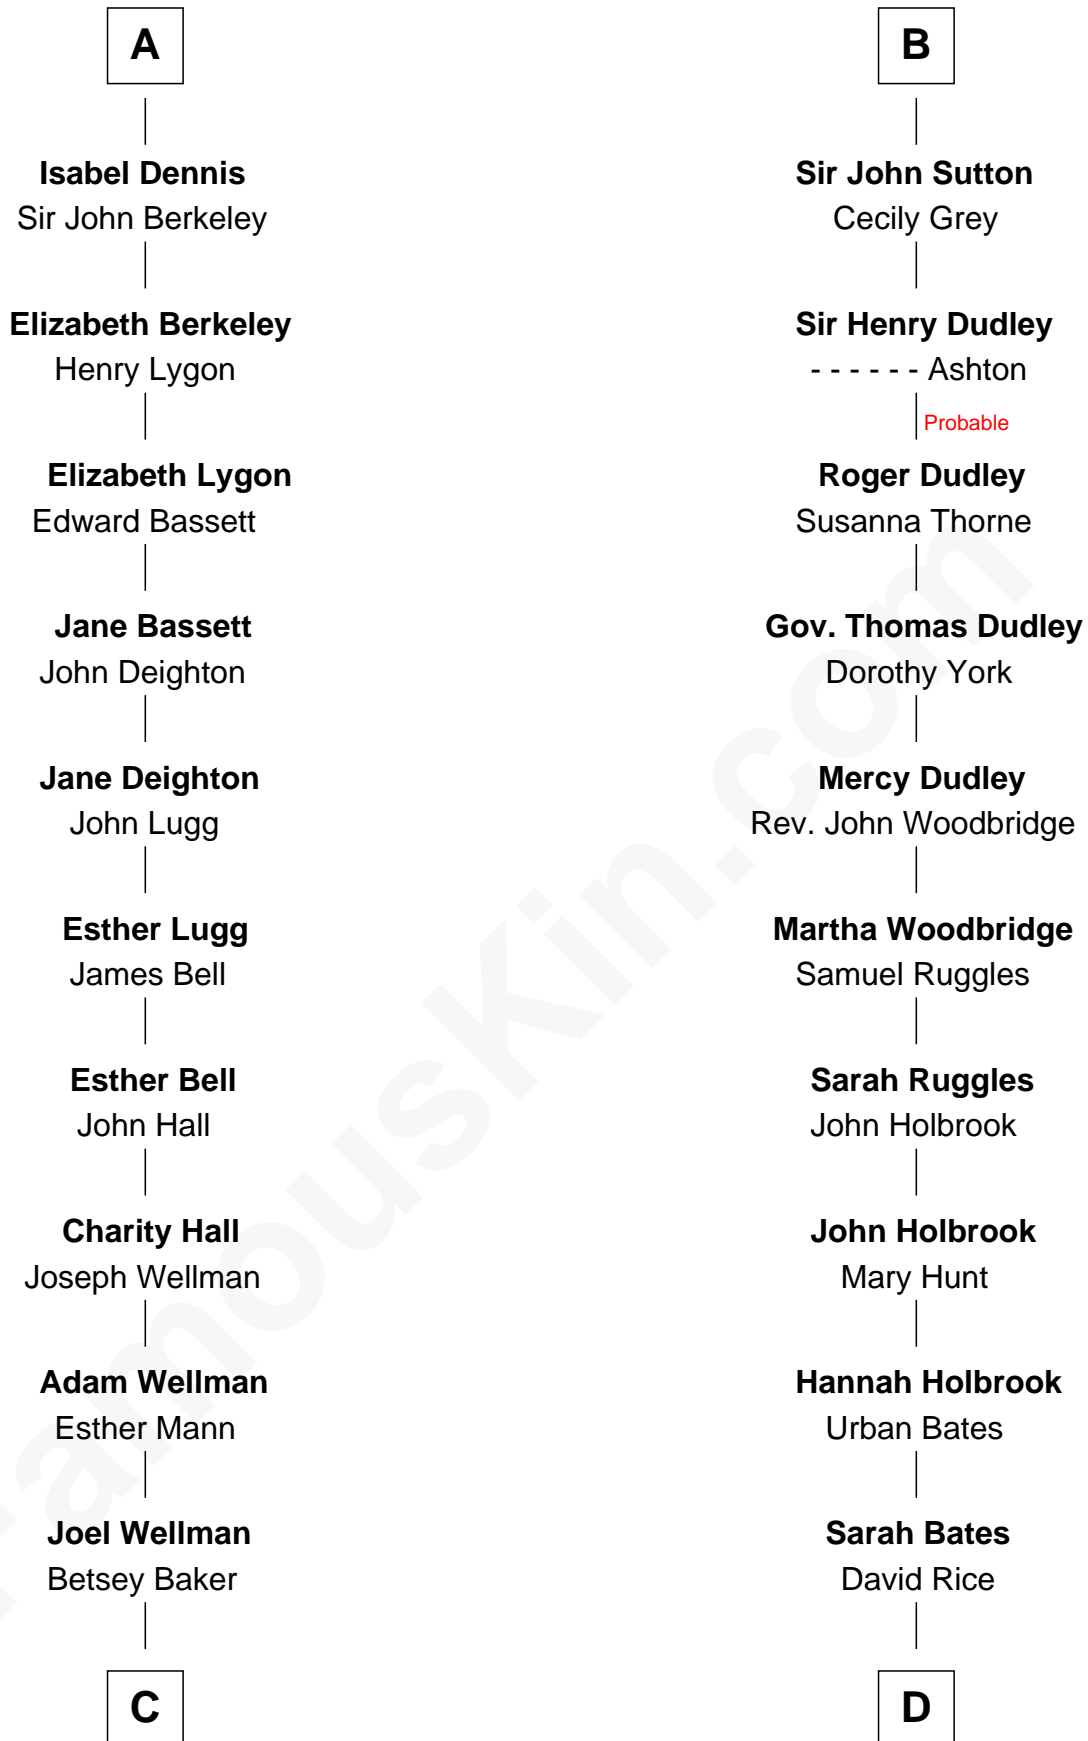 A
Isabel Dennis
Sir John Berkeley
Elizabeth Berkeley
Henry Lygon
Elizabeth Lygon
Edward Bassett
Jane Bassett
John Deighton
Jane Deighton
John Lugg
Esther Lugg
James Bell
Esther Bell
John Hall
Charity Hall
Joseph Wellman
Adam Wellman
Esther Mann
Joel Wellman
Betsey Baker
C
B
Sir John Sutton
Cecily Grey
Sir Henry Dudley
- - - - - - Ashton
Probable
Roger Dudley
Susanna Thorne
Gov. Thomas Dudley
Dorothy York
Mercy Dudley
Rev. John Woodbridge
Martha Woodbridge
Samuel Ruggles
Sarah Ruggles
John Holbrook
John Holbrook
Mary Hunt
Hannah Holbrook
Urban Bates
Sarah Bates
David Rice
D
FamousKin.com